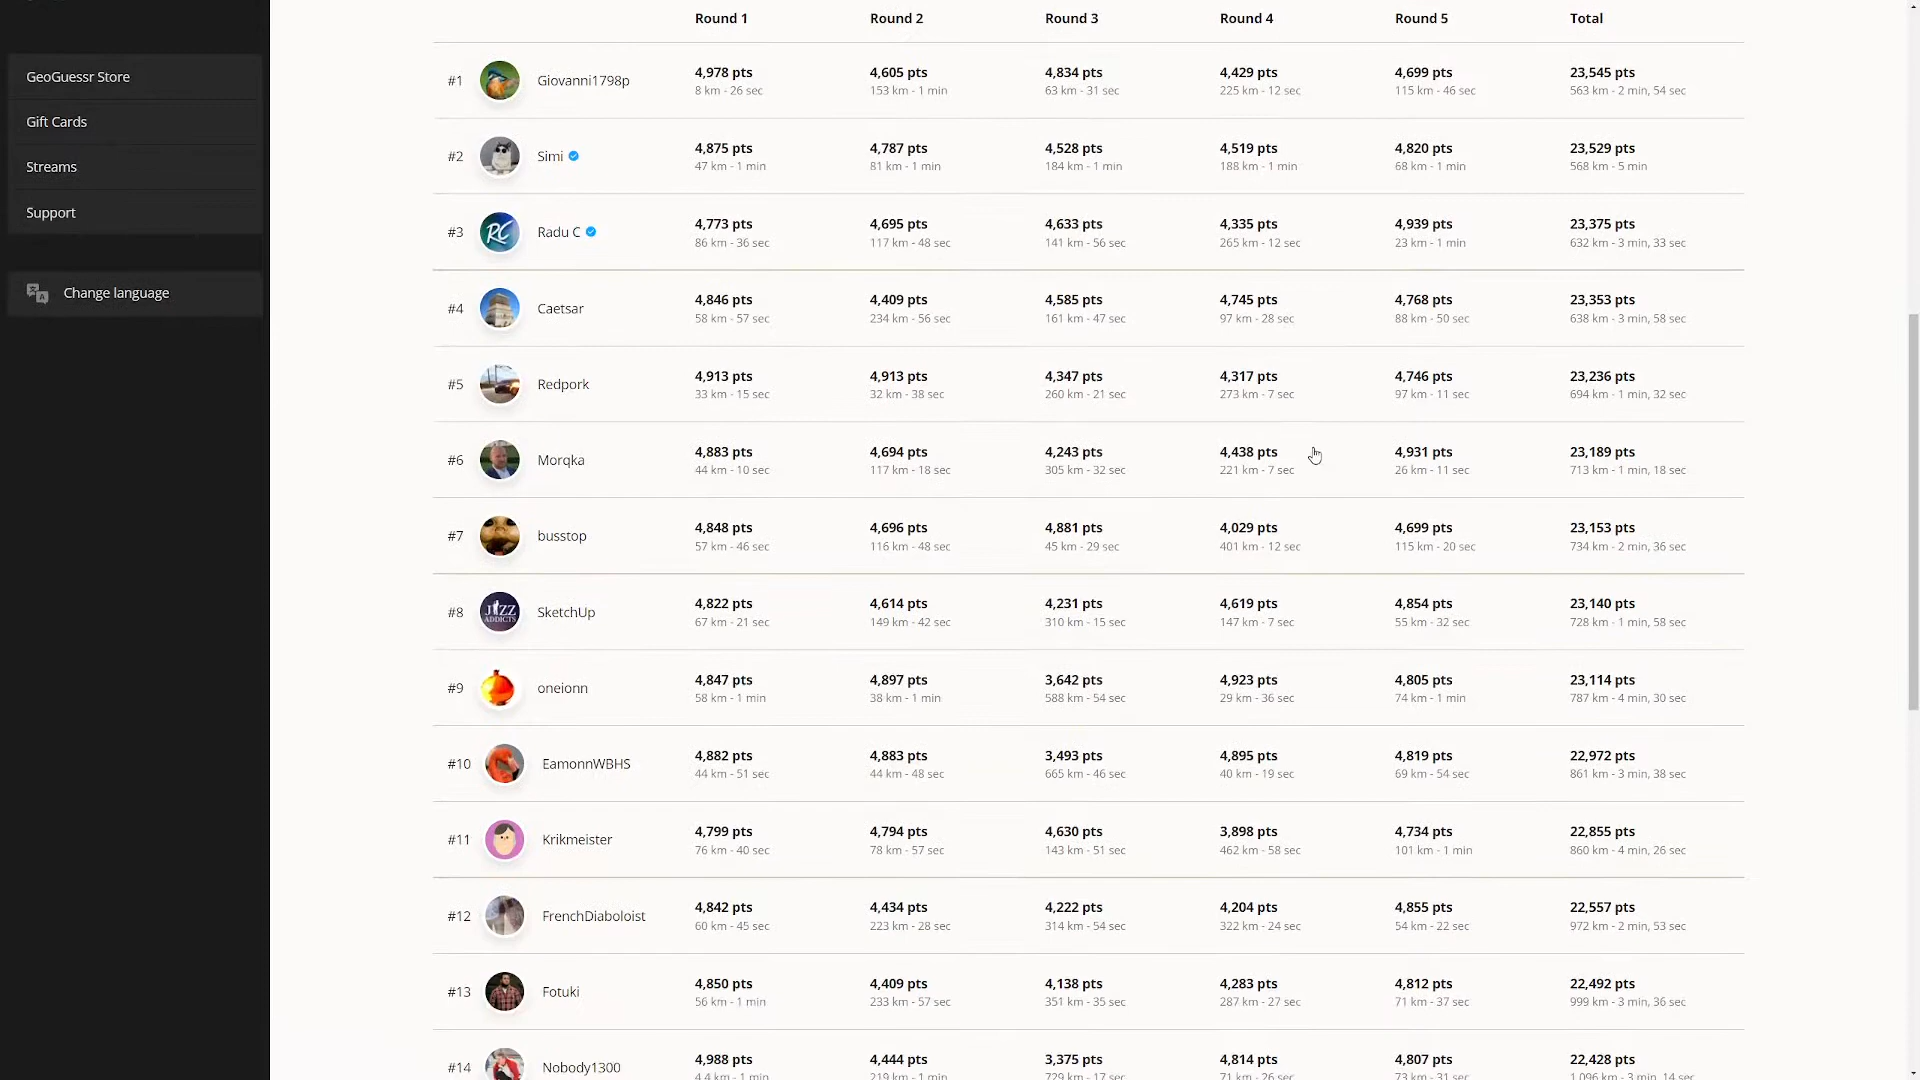 Round 1 Round 2 Round 3 Round 4 Round 5 Total
GeoGuessr Store
Gift Cards
Streams
Support
Change language
#1 Giovanni1798p 4,978 pts 4,605 pts 4,834 pts 4,429 pts 4,699 pts 23,545 pts
8 km - 26 sec 153 km - 1 min 63 km - 31 sec 225 km - 12 sec 115 km - 46 sec 563 km - 2 min, 54 sec
#2 Simi 4,875 pts 4,787 pts 4,528 pts 4,519 pts 4,820 pts 23,529 pts
47 km - 1 min 81 km - 1 min 184 km - 1 min 188 km - 1 min 68 km - 1 min 568 km - 5 min
#3 RC Radu C 4,773 pts 4,695 pts 4,633 pts 4,335 pts 4,939 pts 23,375 pts
86 km - 36 sec 117 km - 48 sec 141 km - 56 sec 265 km - 12 sec 23 km - 1 min 632 km - 3 min, 33 sec
#4 Caetsar 4,846 pts 4,409 pts 4,585 pts 4,745 pts 4,768 pts 23,353 pts
58 km - 57 sec 234 km - 56 sec 161 km - 47 sec 97 km - 28 sec 88 km - 50 sec 638 km - 3 min, 58 sec
#5 Redpork 4,913 pts 4,913 pts 4,347 pts 4,317 pts 4,746 pts 23,236 pts
33 km - 15 sec 32 km - 38 sec 260 km - 21 sec 273 km - 7 sec 97 km - 11 sec 694 km - 1 min, 32 sec
#6 Morqka 4,883 pts 4,694 pts 4,243 pts 4,438 pts 4,931 pts 23,189 pts
44 km - 10 sec 117 km - 18 sec 305 km - 32 sec 221 km - 7 sec 26 km - 11 sec 713 km - 1 min, 18 sec
#7 busstop 4,848 pts 4,696 pts 4,881 pts 4,029 pts 4,699 pts 23,153 pts
57 km - 46 sec 116 km - 48 sec 45 km - 29 sec 401 km - 12 sec 115 km - 20 sec 734 km - 2 min, 36 sec
#8 JAZZ ADDICTS SketchUp 4,822 pts 4,614 pts 4,231 pts 4,619 pts 4,854 pts 23,140 pts
67 km - 21 sec 149 km - 42 sec 310 km - 15 sec 147 km - 7 sec 55 km - 32 sec 728 km - 1 min, 58 sec
#9 oneionn 4,847 pts 4,897 pts 3,642 pts 4,923 pts 4,805 pts 23,114 pts
58 km - 1 min 38 km - 1 min 588 km - 54 sec 29 km - 36 sec 74 km - 1 min 787 km - 4 min, 30 sec
#10 EamonnWBHS 4,882 pts 4,883 pts 3,493 pts 4,895 pts 4,819 pts 22,972 pts
44 km - 51 sec 44 km - 48 sec 665 km - 46 sec 40 km - 19 sec 69 km - 54 sec 861 km - 3 min, 38 sec
#11 Krikmeister 4,799 pts 4,794 pts 4,630 pts 3,898 pts 4,734 pts 22,855 pts
76 km - 40 sec 78 km - 57 sec 143 km - 51 sec 462 km - 58 sec 101 km - 1 min 860 km - 4 min, 26 sec
#12 FrenchDiaboloist 4,842 pts 4,434 pts 4,222 pts 4,204 pts 4,855 pts 22,557 pts
60 km - 45 sec 223 km - 28 sec 314 km - 54 sec 322 km - 24 sec 54 km - 22 sec 972 km - 2 min, 53 sec
#13 Fotuki 4,850 pts 4,409 pts 4,138 pts 4,283 pts 4,812 pts 22,492 pts
56 km - 1 min 233 km - 57 sec 351 km - 35 sec 287 km - 27 sec 71 km - 37 sec 999 km - 3 min, 36 sec
#14 Nobody1300 4,988 pts 4,444 pts 3,375 pts 4,814 pts 4,807 pts 22,428 pts
4.4 km - 1 min 219 km - 1 min 729 km - 17 sec 71 km - 26 sec 73 km - 31 sec 1,096 km - 3 min, 14 sec